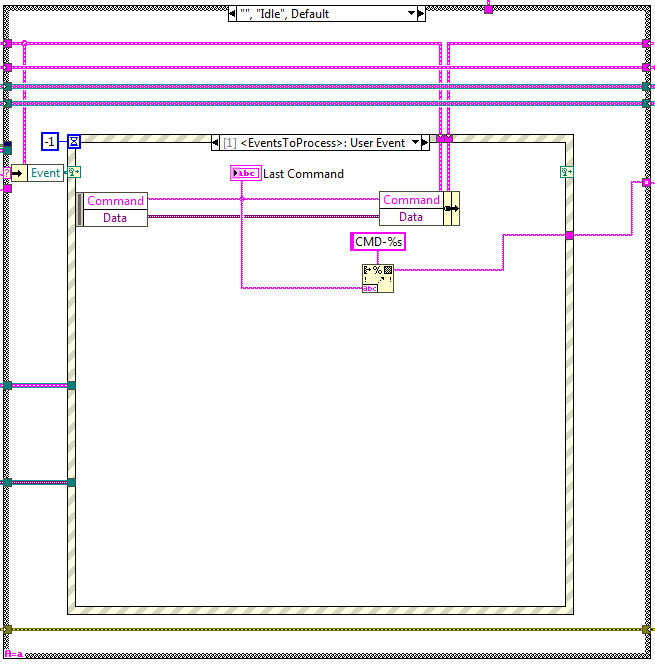 "", "Idle", Default
-1
[1] <EventsToProcess>: User Event
?
Event
abc
Last Command
Command
Data
Command
Data
CMD-%s
%
abc
A=a